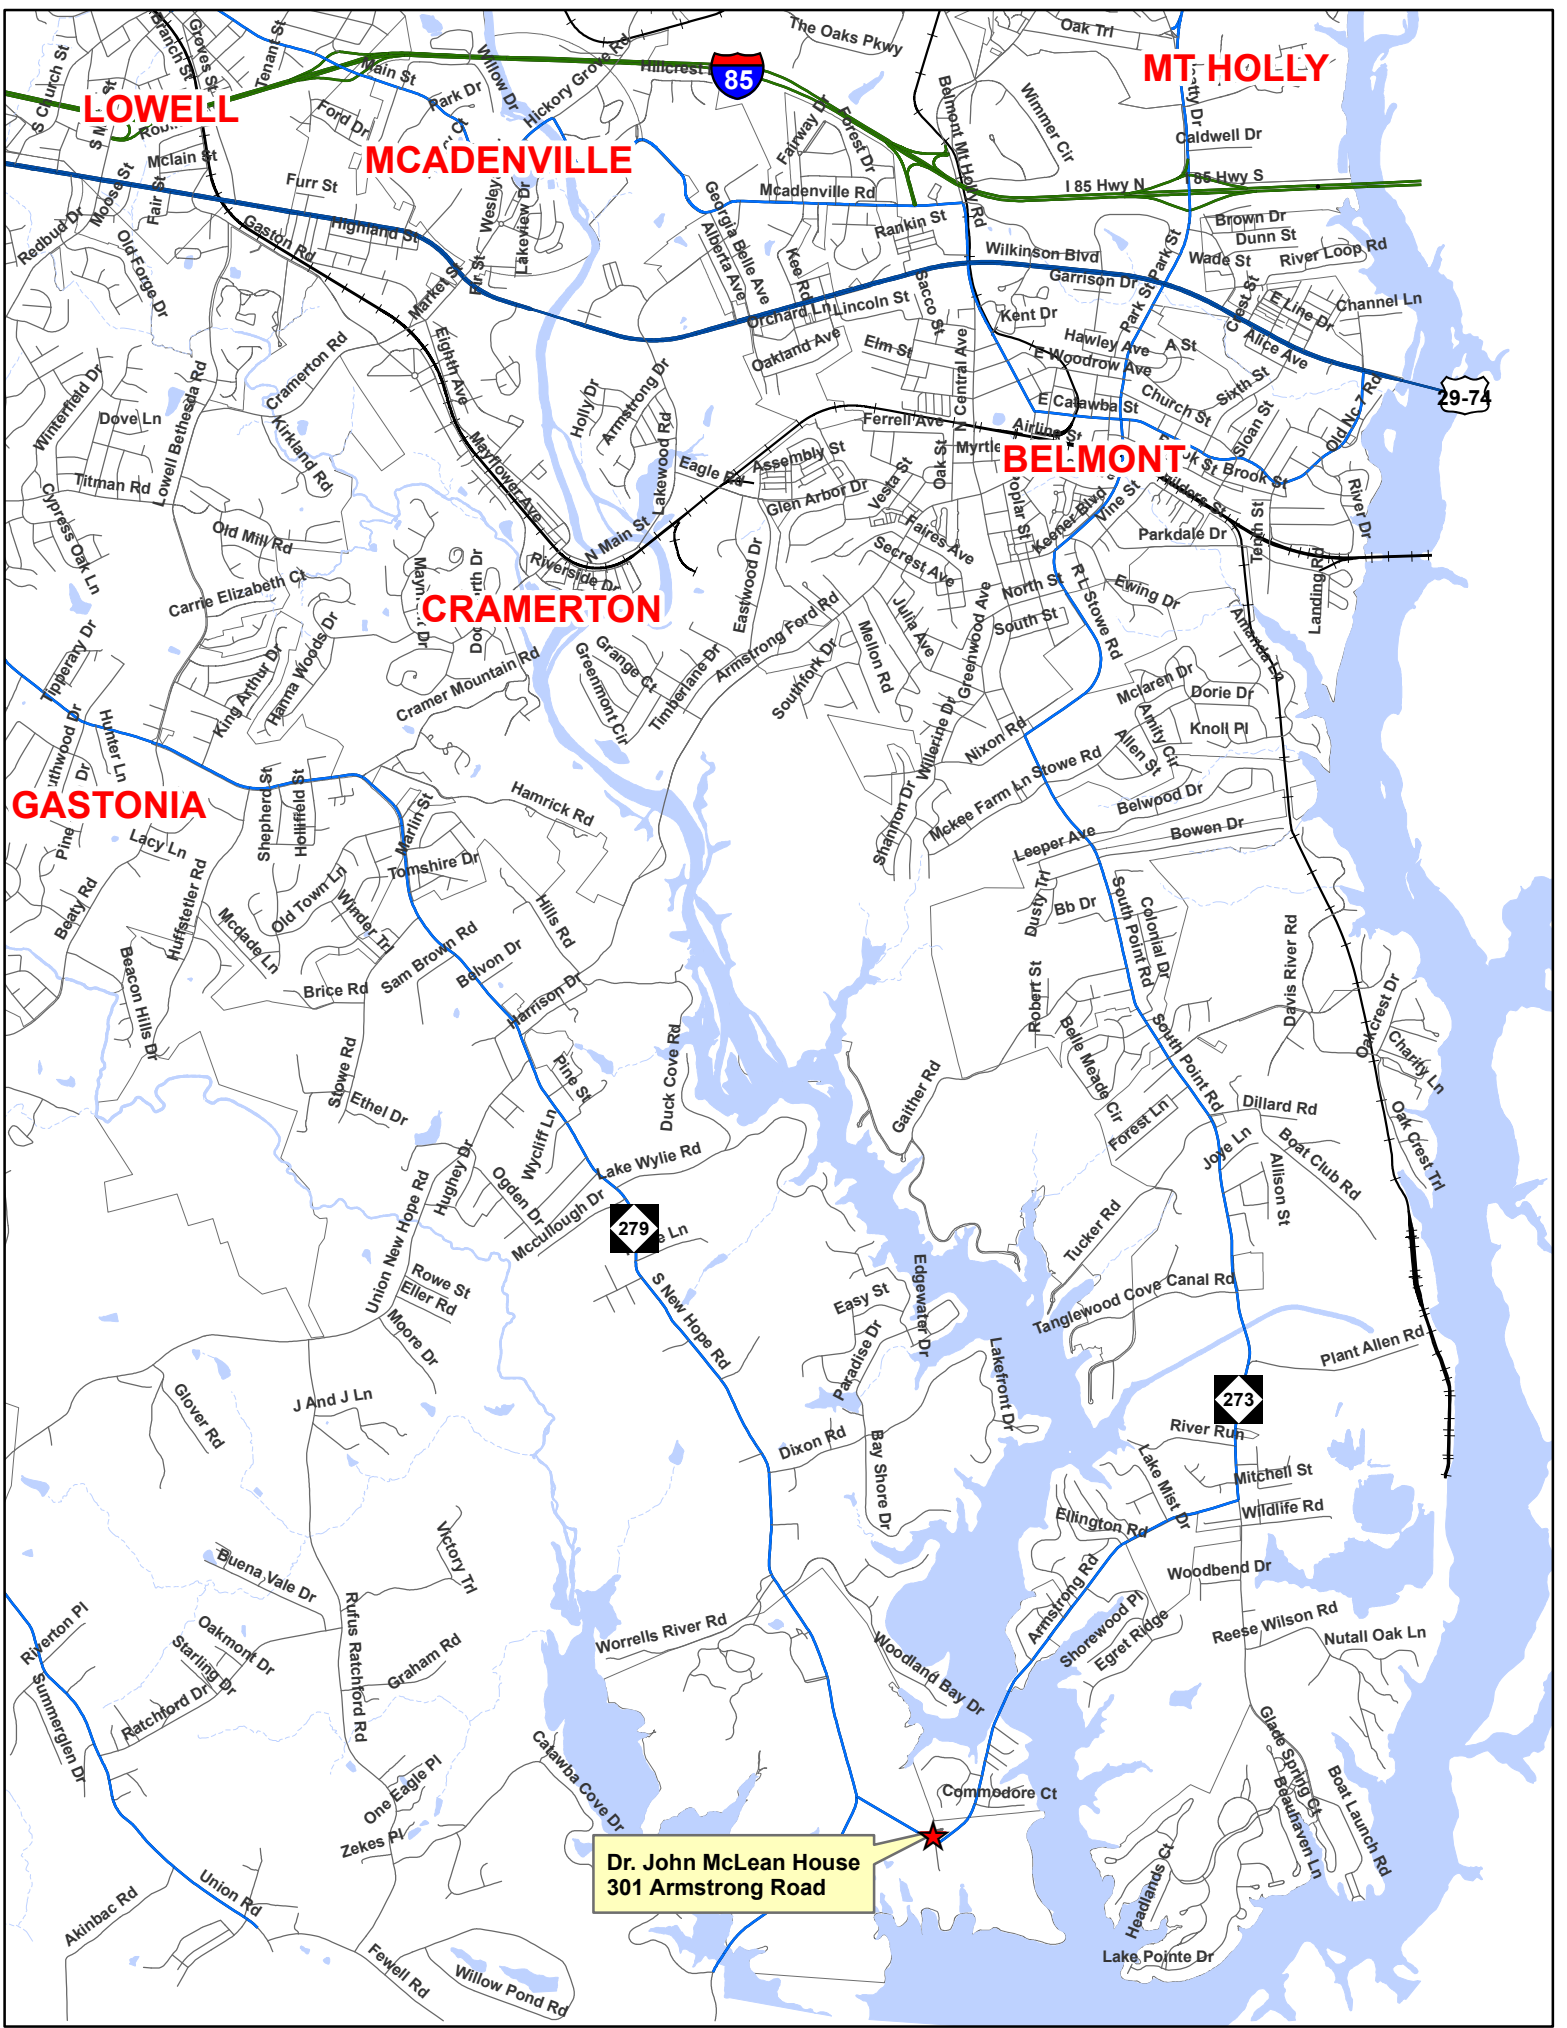 The Oaks Pkwy
Oak Trl
Branch St
Groves St
Tenant St
S Church St
Main St
Willow Dr
Hickory Grove Rd
85
MT HOLLY
LOWELL
Park Dr
Ford Dr
Fairway Dr
Forest Dr
Belmont Mt Holly Rd
Wimmer Cir
Caldwell Dr
MCADENVILLE
Mclain St
Furr St
Moose St
Fair St
Redbud Dr
Old Forge Dr
Gaston Rd
Highland St
Wesley
Lakeview Dr
Market St
Mcadenville Rd
I 85 Hwy N
85 Hwy S
Georgia Belle Ave
Alberta Ave
Kee Rd
Rankin St
Sacco St
Wilkinson Blvd
Garrison Dr
Park St
Park St
Brown Dr
Dunn St
Wade St
River Loop Rd
Crest St
E Line Dr
Channel Ln
Alice Ave
Orchard Ln
Lincoln St
Kent Dr
Hawley Ave
A St
E Woodrow Ave
Oakland Ave
Elm St
N Central Ave
Sixth St
29-74
Eighth Ave
Cramerton Rd
Winterfield Dr
Dove Ln
Lowell Bethesda Rd
Kirkland Rd
Holly Dr
Armstrong Dr
Lakewood Rd
E Catawba St
Church St
Sloan St
Old Nc 7 Rd
Ferrell Ave
Airline St
Myrtle
BELMONT
Brook St
Mayflower Ave
Eagle Rd
Assembly St
Oak St
Vesta St
Glen Arbor Dr
Titman Rd
Cypress Oak Ln
Old Mill Rd
N Main St
Riverside Dr
Faires Ave
Secrest Ave
Keener Blvd
Vine St
Parkdale Dr
Tenth St
River Dr
Landing Rd
Carrie Elizabeth Ct
CRAMERTON
Eastwood Dr
Armstrong Ford Rd
Julia Ave
Greenwood Ave
North St
South St
R L Stowe Rd
Ewing Dr
Amanda Ln
Tipperary Dr
King Arthur Dr
Hanna Woods Dr
Cramer Mountain Rd
Grange Ct
Greenmont Cir
Timberlane Dr
Southfork Dr
Mellon Rd
Mclaren Dr
Dorie Dr
Amity Cir
Knoll Pl
Allen St
Hunter Ln
Willerine Dr
Nixon Rd
Stowe Rd
GASTONIA
Pine
Shepherd St
Hollifield St
Marlin St
Hamrick Rd
Shannon Dr
Mckee Farm Ln
Belwood Dr
Bowen Dr
Leeper Ave
Lacy Ln
Tomshire Dr
Beaty Rd
Huffstetler Rd
Mcdade Ln
Old Town Ln
Winder Trl
Hills Rd
Dusty Trl
Bb Dr
South Point Rd
Colonial Dr
Beacon Hills Dr
Sam Brown Rd
Belvon Dr
Brice Rd
Harrison Dr
Robert St
Davis River Rd
Oakcrest Dr
Charity Ln
Stowe Rd
Ethel Dr
Pine St
Duck Cove Rd
Gaither Rd
Belle Meade Cir
South Point Rd
Forest Ln
Dillard Rd
Joye Ln
Boat Club Rd
Allison St
Oak Crest Trl
Wycliff Ln
Lake Wylie Rd
Hughey Dr
Ogden Dr
Mccullough Dr
Union New Hope Rd
279
Tucker Rd
Rowe St
Eller Rd
Moore Dr
S New Hope Rd
Easy St
Edgewater Dr
Paradise Dr
Tanglewood Cove
Canal Rd
Plant Allen Rd
Lakefront Dr
273
Glover Rd
J And J Ln
Dixon Rd
Bay Shore Dr
River Run
Lake Mist Dr
Mitchell St
Ellington Rd
Wildlife Rd
Victory Trl
Buena Vale Dr
Rufus Ratchford Rd
Woodbend Dr
Armstrong Rd
Shorewood Pl
Egret Ridge
Reese Wilson Rd
Nutall Oak Ln
Riverton Pl
Oakmont Dr
Starling Dr
Graham Rd
Worrells River Rd
Woodland Bay Dr
Summerglen Dr
Ratchford Dr
One Eagle Pl
Zekes Pl
Catawba Cove Dr
Commodore Ct
Glade Spring Ct
Beauhaven Ln
Boat Launch Rd
Dr. John McLean House
301 Armstrong Road
Akinbac Rd
Union Rd
Fewell Rd
Willow Pond Rd
Headlands Ct
Lake Pointe Dr